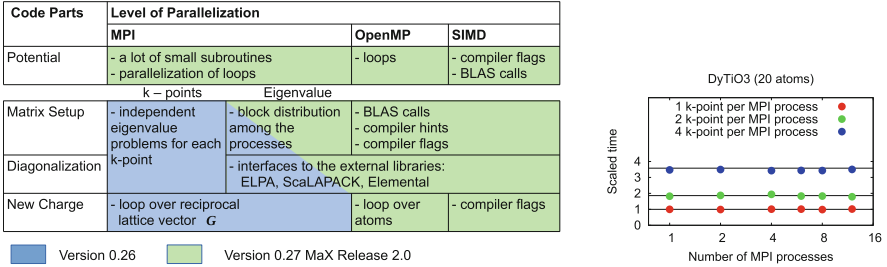 Code Parts
Level of Parallelization
MPI
OpenMP
SIMD
Potential
- a lot of small subroutines
- parallelization of loops
- loops
- compiler flags
- BLAS calls
k – points
Eigenvalue
Matrix Setup
- independent
eigenvalue
problems for each
k-point
- block distribution
among the
processes
- BLAS calls
- compiler hints
- compiler flags
Diagonalization
- interfaces to the external libraries:
ELPA, ScaLAPACK, Elemental
New Charge
- loop over reciprocal
lattice vector G
- loop over
atoms
- compiler flags
Version 0.26
Version 0.27 MaX Release 2.0
DyTiO3 (20 atoms)
1 k-point per MPI process
2 k-point per MPI process
4 k-point per MPI process
Scaled time
4
3
2
1
0
1 2 4 8 16
Number of MPI processes